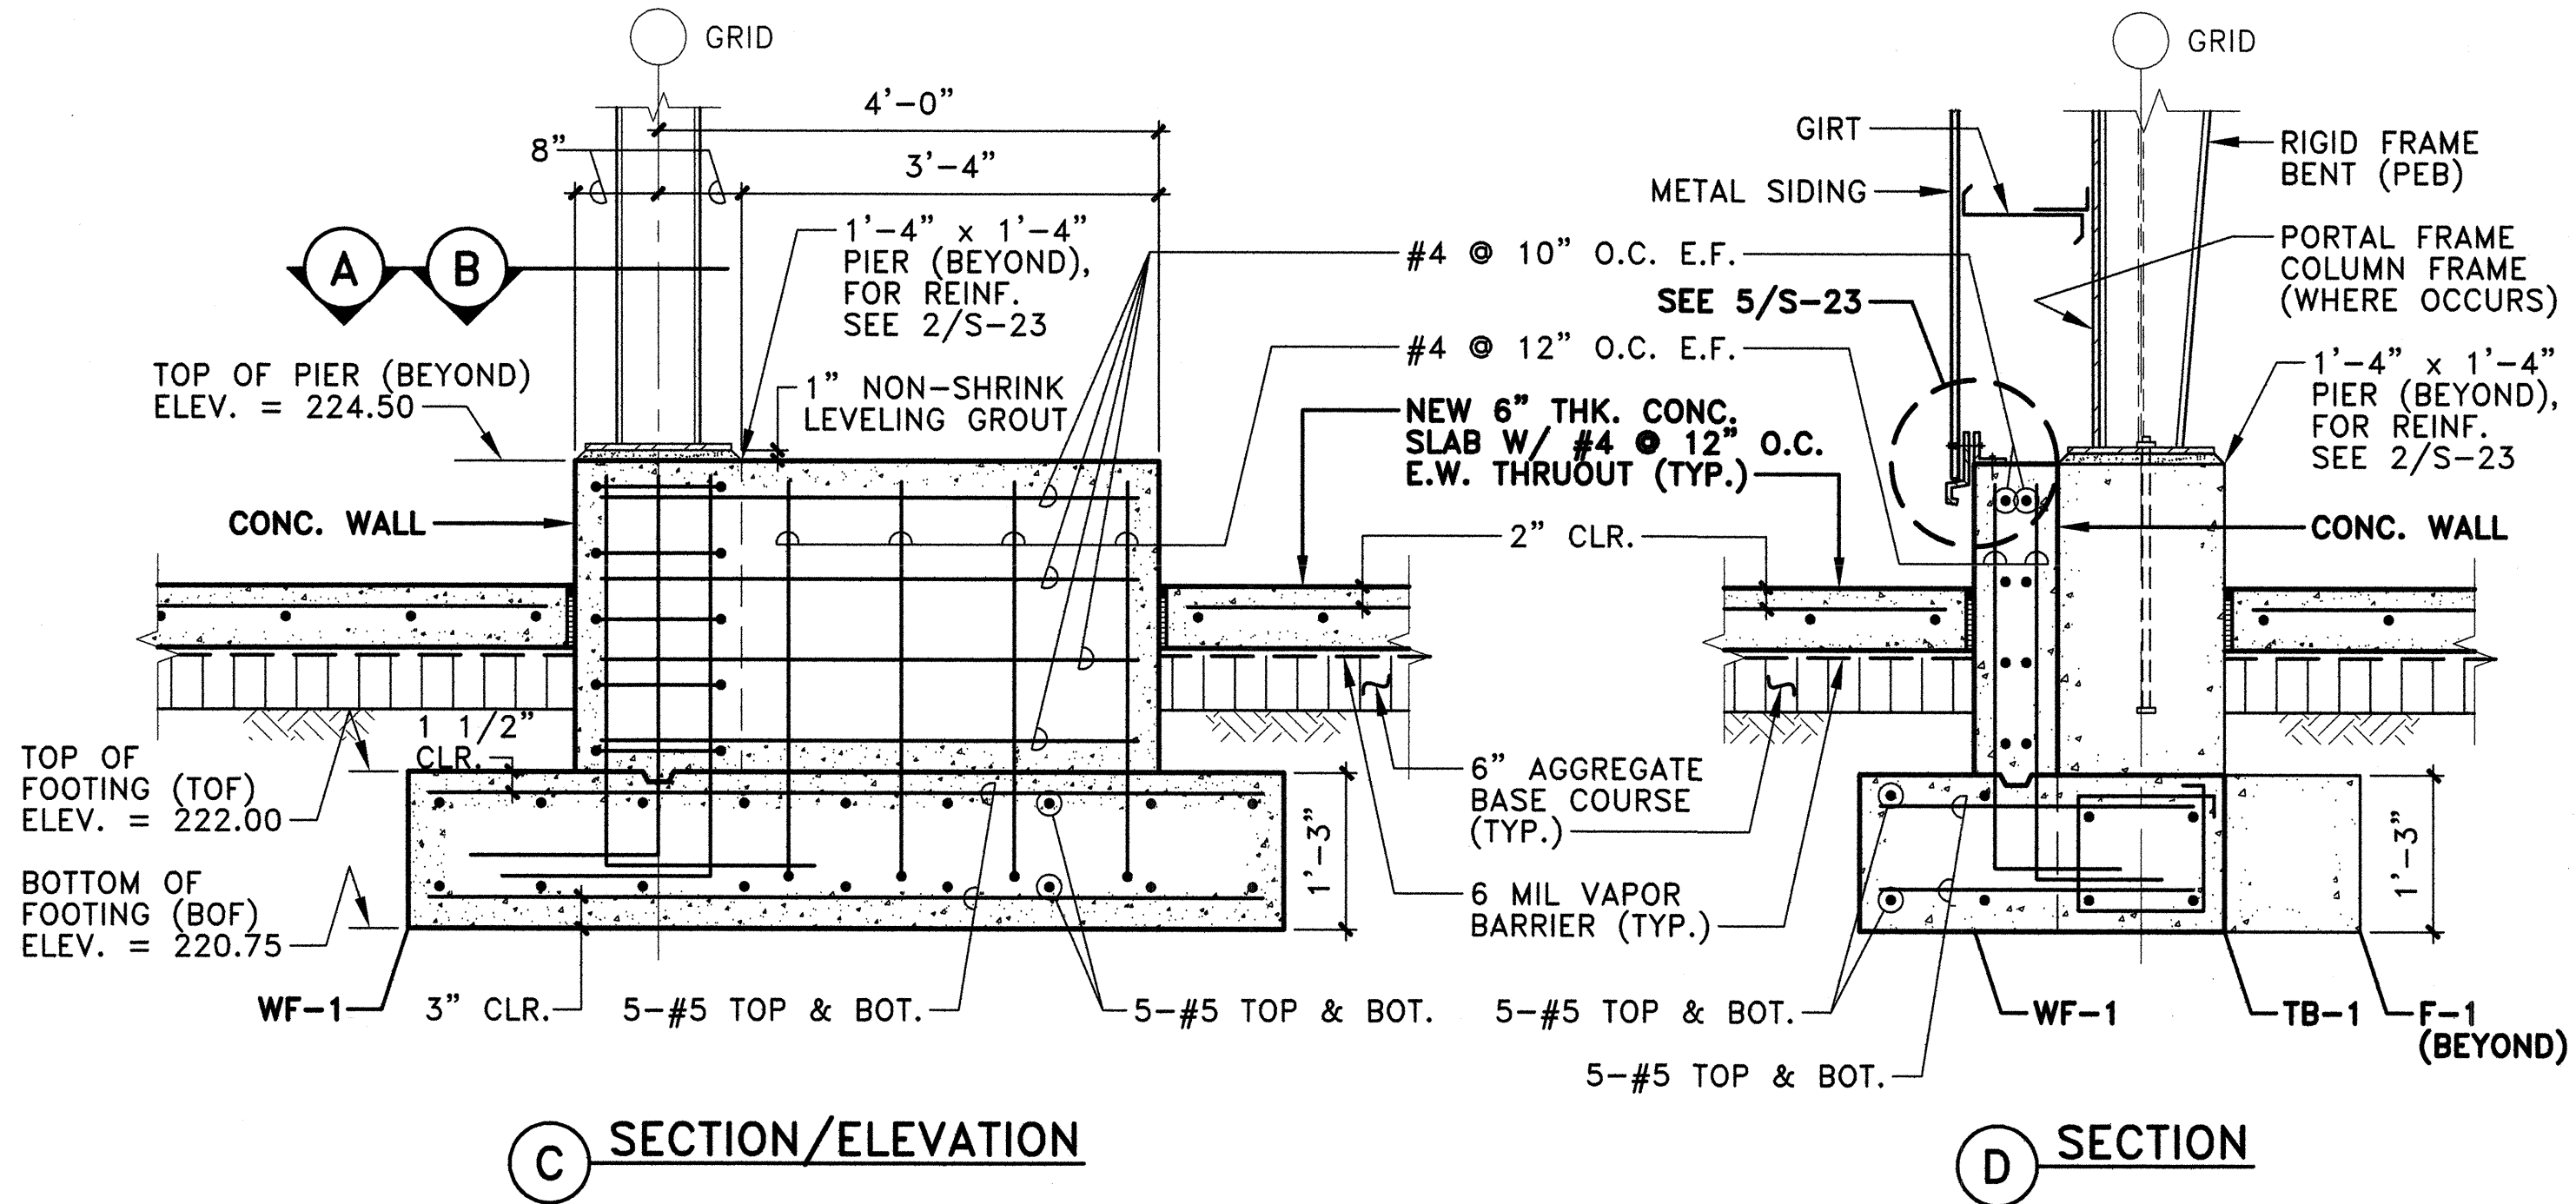 GRID
GRID
4'-0"
8"
3'-4"
A
B
1'-4" x 1'-4"
PIER (BEYOND),
FOR REINF.
SEE 2/S-23
TOP OF PIER (BEYOND)
ELEV. = 224.50
1" NON-SHRINK
LEVELING GROUT
CONC. WALL
TOP OF
FOOTING (TOF)
ELEV. = 222.00
1 1/2"
CLR.
BOTTOM OF
FOOTING (BOF)
ELEV. = 220.75
WF-1
3" CLR.
5-#5 TOP & BOT.
5-#5 TOP & BOT.
1'-3"
GIRT
METAL SIDING
#4 @ 10" O.C. E.F.
SEE 5/S-23
#4 @ 12" O.C. E.F.
NEW 6" THK. CONC.
SLAB W/ #4 @ 12" O.C.
E.W. THRUOUT (TYP.)
2" CLR.
6" AGGREGATE
BASE COURSE
(TYP.)
6 MIL VAPOR
BARRIER (TYP.)
RIGID FRAME
BENT (PEB)
PORTAL FRAME
COLUMN FRAME
(WHERE OCCURS)
1'-4" x 1'-4"
PIER (BEYOND),
FOR REINF.
SEE 2/S-23
CONC. WALL
1'-3"
5-#5 TOP & BOT.
5-#5 TOP & BOT.
WF-1
TB-1
F-1
(BEYOND)
C
SECTION/ELEVATION
D
SECTION